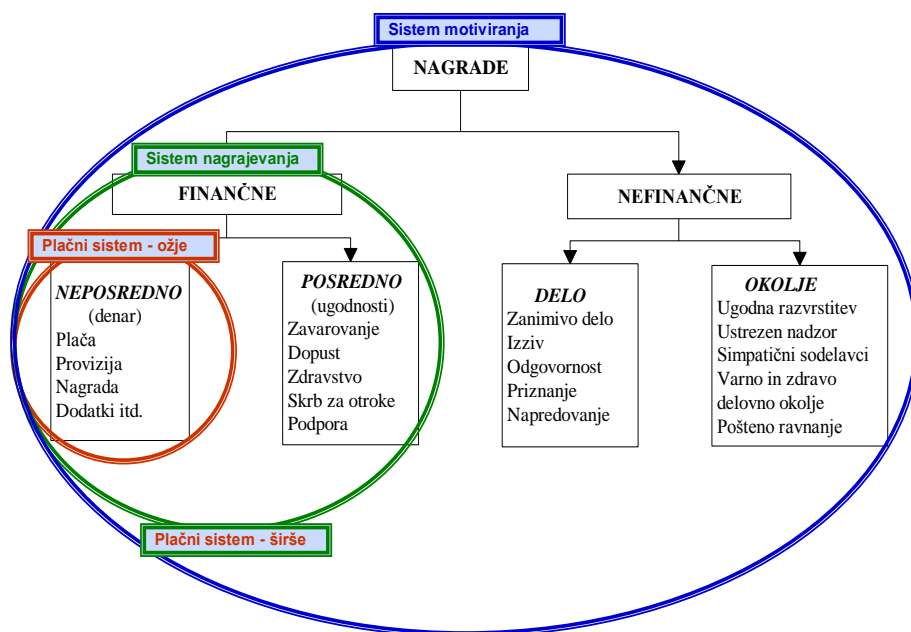 Sistem motiviranja
NAGRADE
Sistem nagrajevanja
FINANČNE
NEFINANČNE
Plačni sistem - ožje
NEPOSREDNO
(denar)
Plača
Provizija
Nagrada
Dodatki itd.
POSREDNO
(ugodnosti)
Zavarovanje
Dopust
Zdravstvo
Skrb za otroke
Podpora
DELO
Zanimivo delo
Izziv
Odgovornost
Priznanje
Napredovanje
OKOLJE
Ugodna razvrstitev
Ustrezen nadzor
Simpatični sodelavci
Varno in zdravo
delovno okolje
Pošteno ravnanje
Plačni sistem - širše